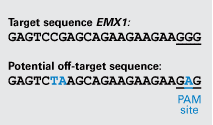 Target sequence EMX1:
GAGTCCGAGCAGAAGAAGAAGGG
Potential off-target sequence:
GAGTCTAAGCAGAAGAAGAAGAG
PAM
site